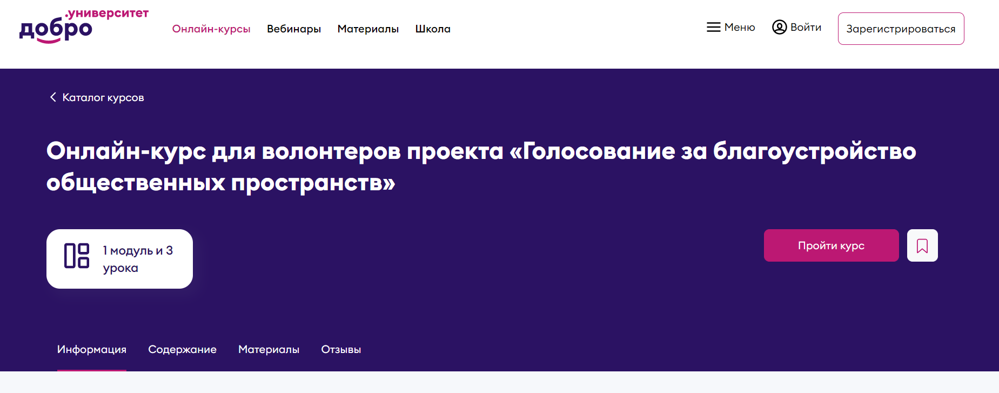 .университет
добро
Онлайн-курсы
Вебинары
Материалы
Школа
Меню
Войти
Зарегистрироваться
Каталог курсов
Онлайн-курс для волонтеров проекта «Голосование за благоустройство
общественных пространств»
1 модуль и 3
урока
Пройти курс
Информация
Содержание
Материалы
Отзывы